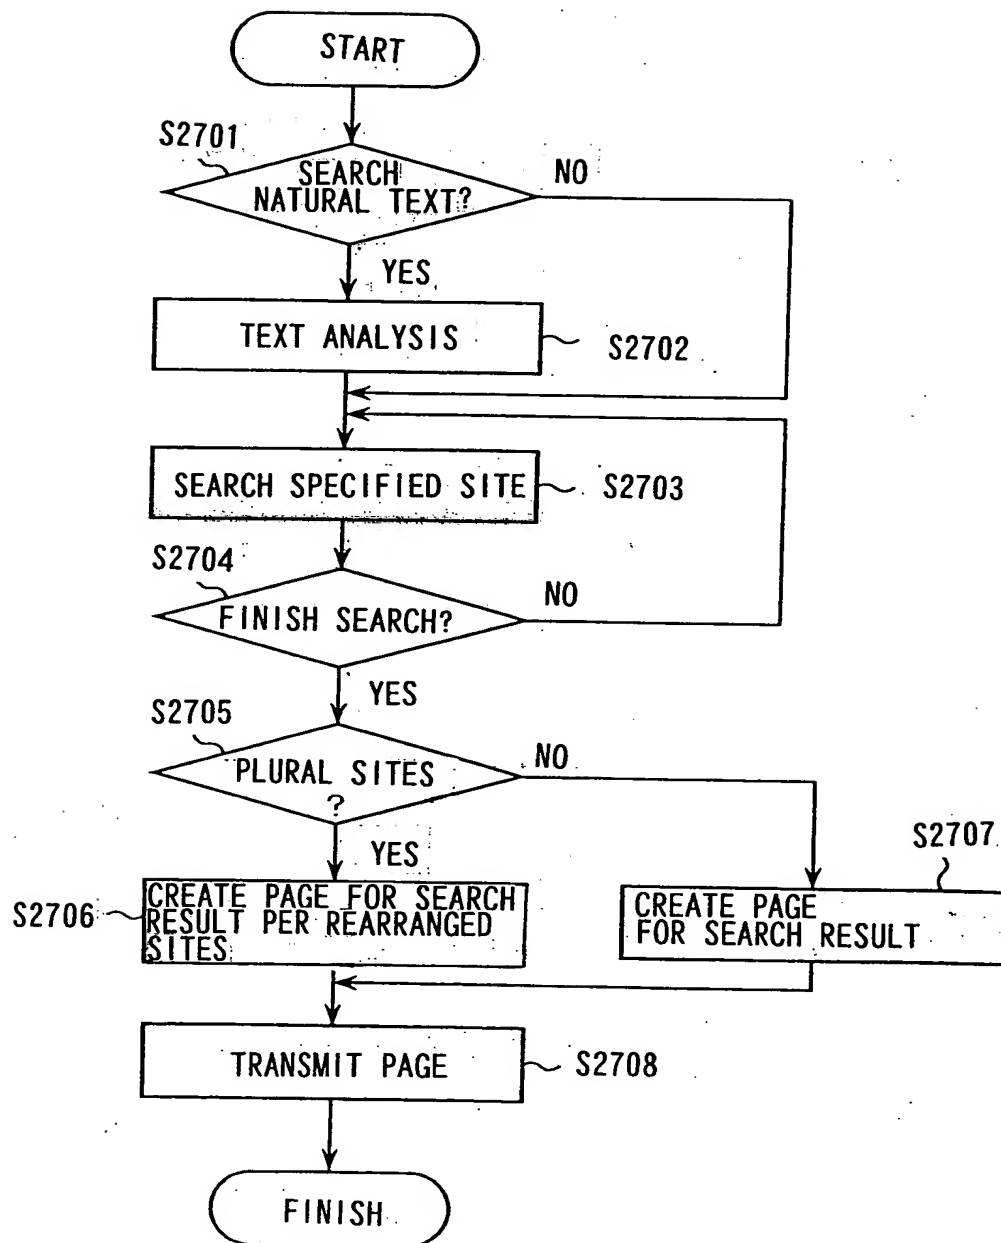 START
S2701
SEARCH
NATURAL TEXT?
NO
YES
TEXT ANALYSIS
S2702
SEARCH SPECIFIED SITE
S2703
S2704
FINISH SEARCH?
NO
YES
S2705
PLURAL SITES
?
NO
YES
S2707
S2706
CREATE PAGE FOR SEARCH
RESULT PER REARRANGED
SITES
CREATE PAGE
FOR SEARCH RESULT
TRANSMIT PAGE
S2708
FINISH